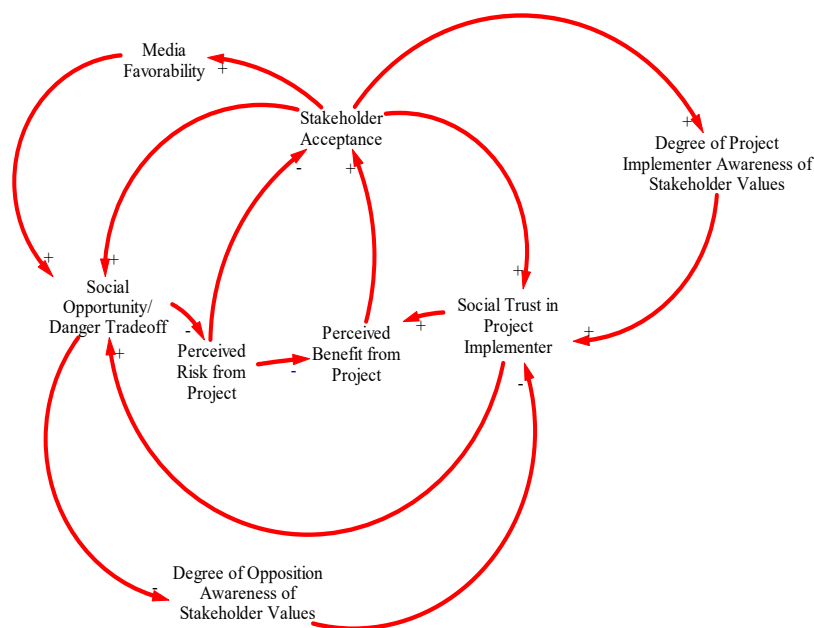 Media
Favorability
+
Stakeholder
Acceptance
+
Degree of Project
Implementer Awareness of
Stakeholder Values
-
+
+
+
+
Social
Opportunity/
Danger Tradeoff
-
+
Perceived
Risk from
Project
-
Perceived
Benefit from
Project
+
Social Trust in
Project
Implementer
+
-
-
Degree of Opposition
Awareness of
Stakeholder Values